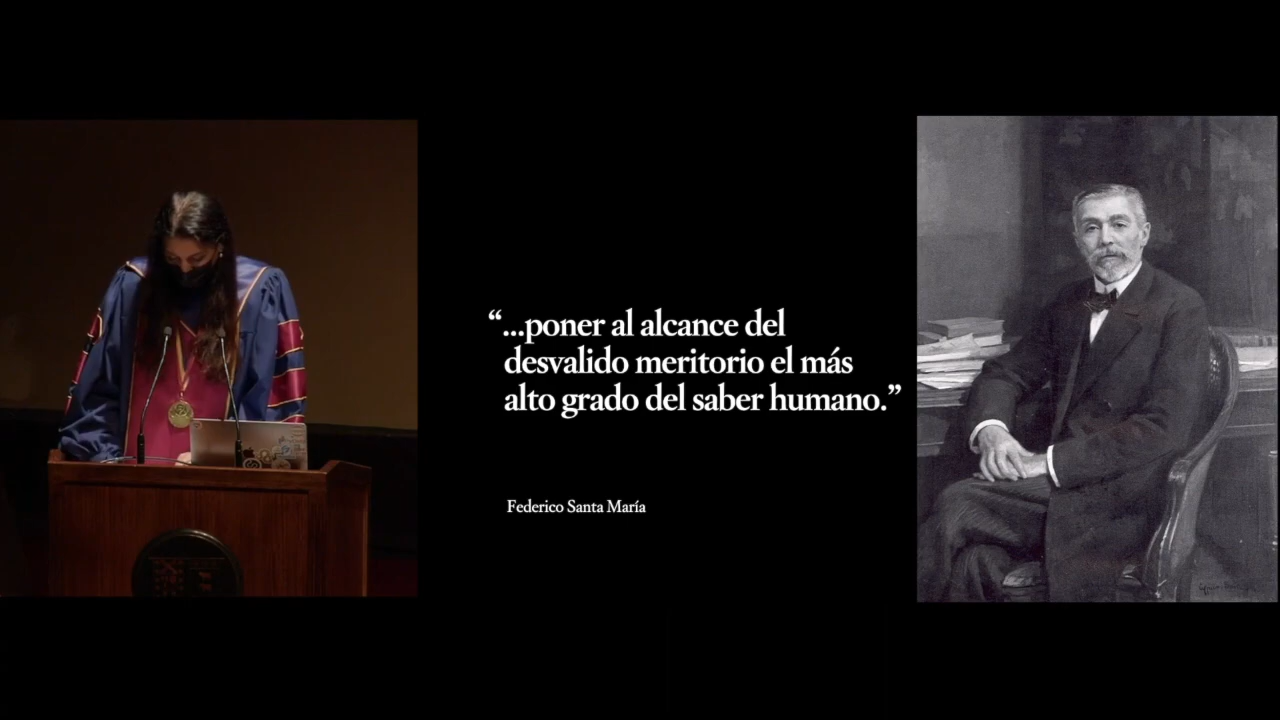 “...poner al alcance del
desvalido meritorio el más
alto grado del saber humano.”
Federico Santa María